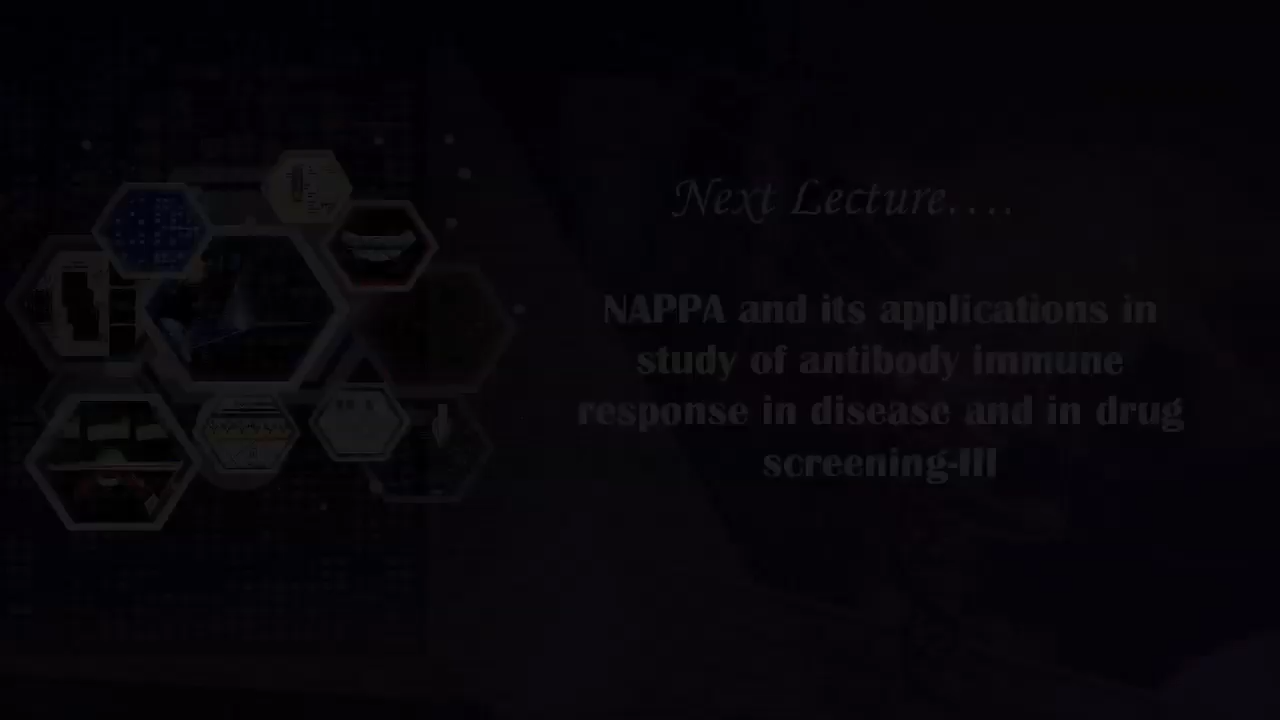 Next Lecture....
NAPPA and its applications in
study of antibody immune
response in disease and in drug
screening-III